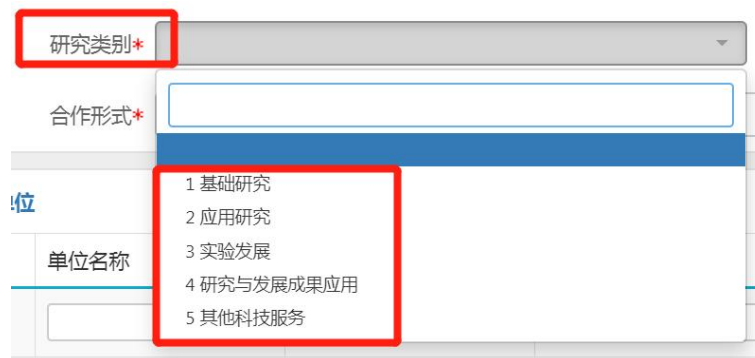 研究类别*
合作形式*
1 基础研究
位
2 应用研究
单位名称
3 实验发展
4 研究与发展成果应用
5 其他科技服务